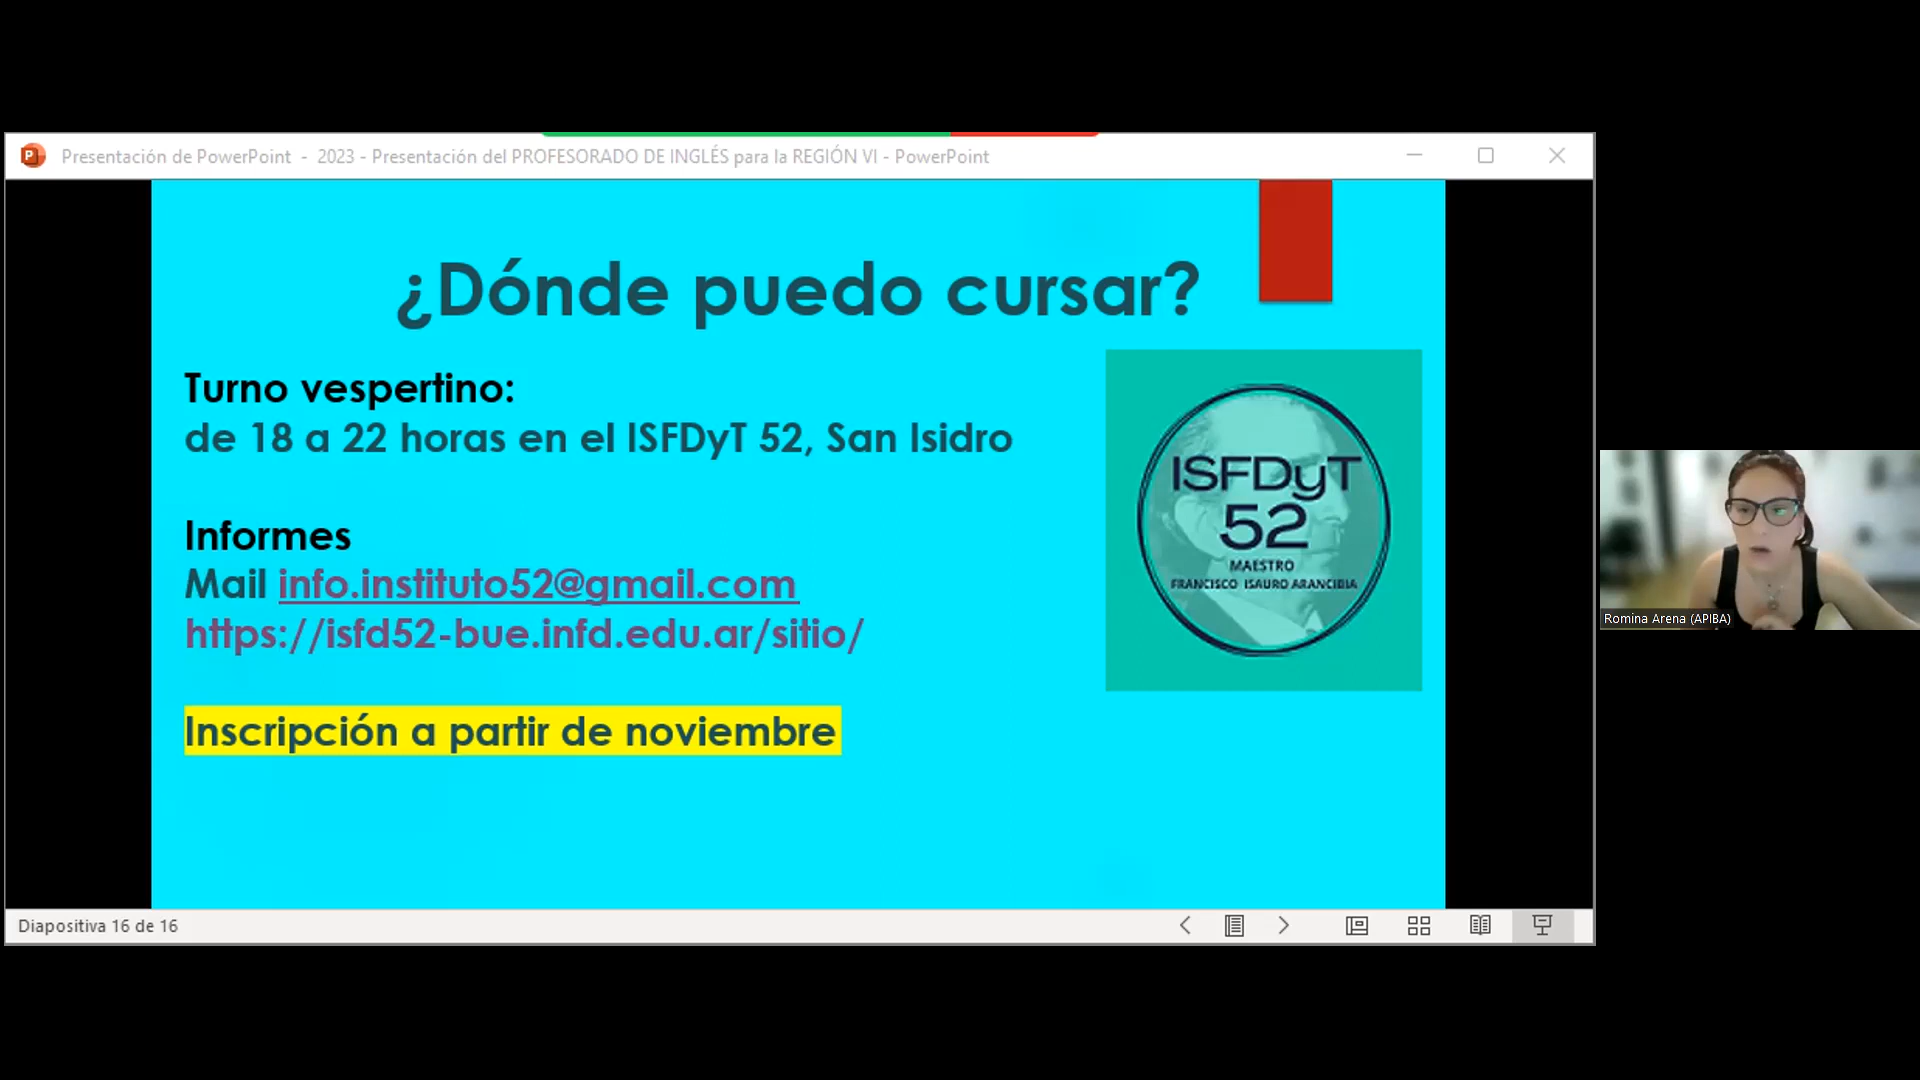 Presentación de PowerPoint - 2023 - Presentación del PROFESORADO DE INGLÉS para la REGIÓN VI - PowerPoint
¿Dónde puedo cursar?
Turno vespertino:
de 18 a 22 horas en el ISFDyT 52, San Isidro
Informes
Mail info.instituto52@gmail.com
https://isfd52-bue.infd.edu.ar/sitio/
Inscripción a partir de noviembre
ISFDyT
52
MAESTRO
FRANCISCO ISAURO ARANCIBIA
Romina Arena (APIBA)
Diapositiva 16 de 16